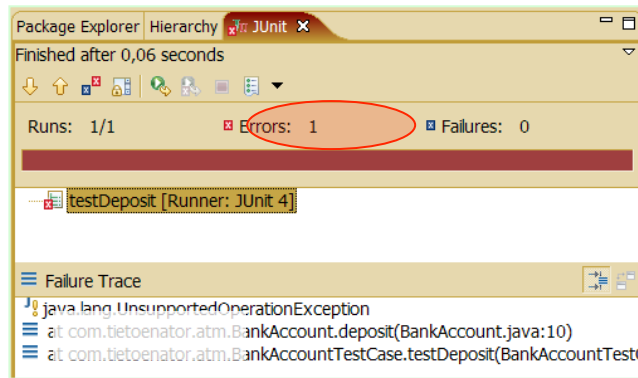 Package Explorer Hierarchy JUnit
Finished after 0,06 seconds
Runs: 1/1 Errors: 1 Failures: 0
testDeposit [Runner: JUnit 4]
Failure Trace
java.lang.UnsupportedOperationException
at com.tietoenator.atm.BankAccount.deposit(BankAccount.java:10)
at com.tietoenator.atm.BankAccountTestCase.testDeposit(BankAccountTest